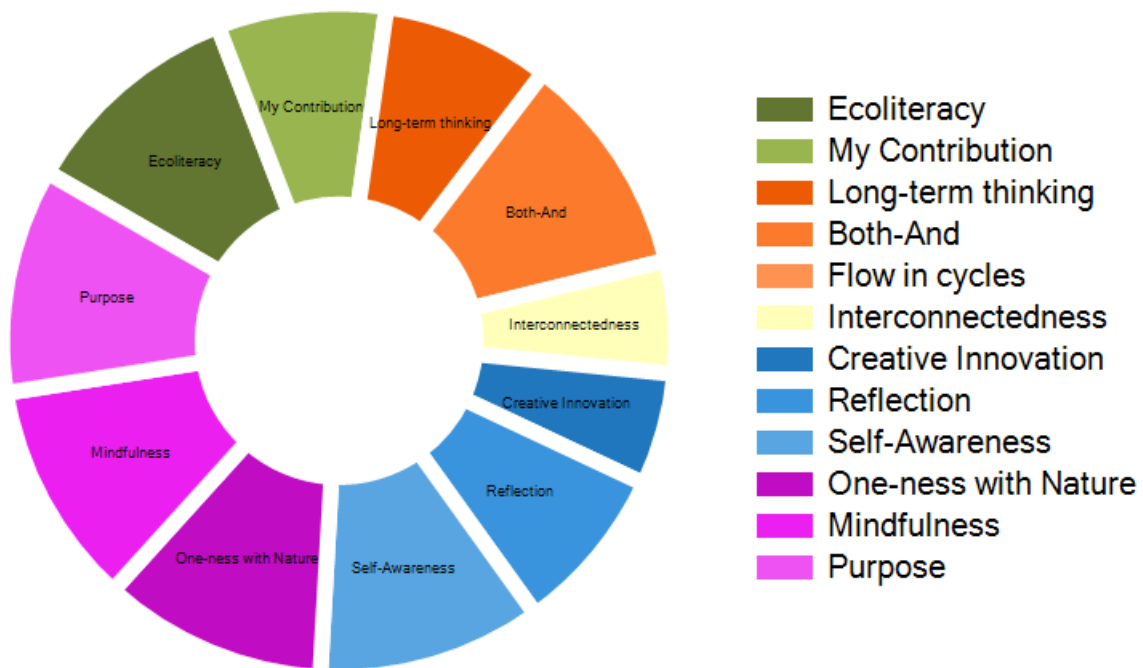 My Contribution
Long-term thinking
Ecoliteracy
Both-And
Purpose
Interconnectedness
Creative Innovation
Mindfulness
Reflection
One-ness with Nature
Self-Awareness
Ecoliteracy
My Contribution
Long-term thinking
Both-And
Flow in cycles
Interconnectedness
Creative Innovation
Reflection
Self-Awareness
One-ness with Nature
Mindfulness
Purpose